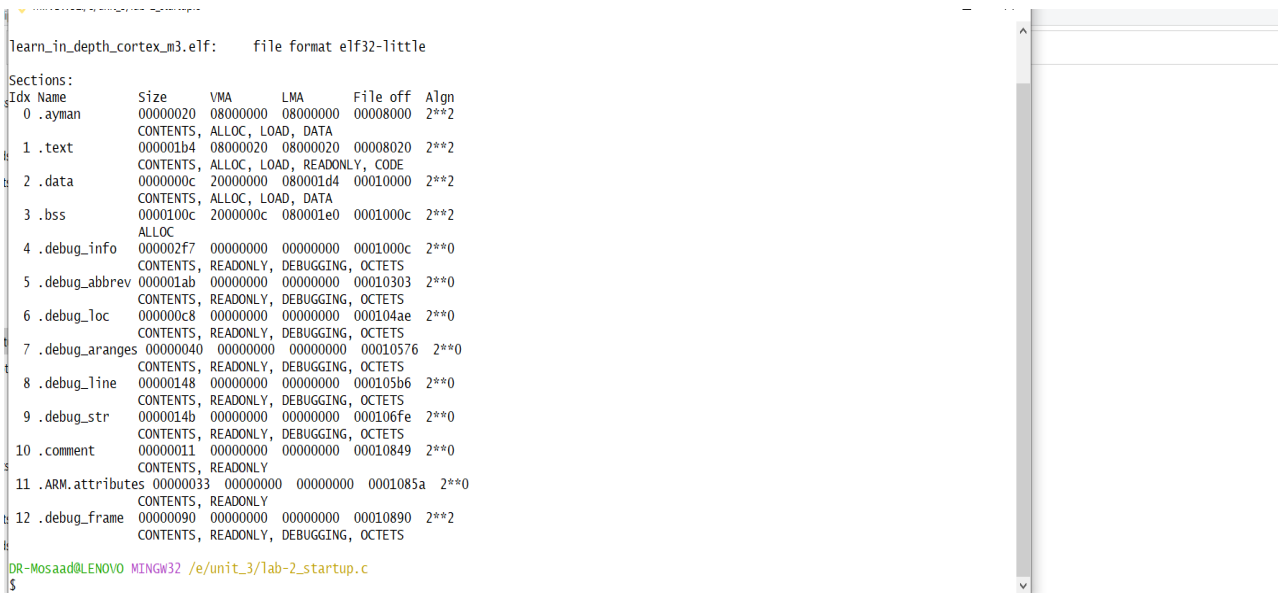 learn_in_depth_cortex_m3.elf:     file format elf32-little
Sections:
Idx Name          Size      VMA       LMA       File off  Algn
  0 .ayman        00000020  08000000  08000000  00008000  2**2
                  CONTENTS, ALLOC, LOAD, DATA
  1 .text         000001b4  08000020  08000020  00008020  2**2
                  CONTENTS, ALLOC, LOAD, READONLY, CODE
  2 .data         0000000c  20000000  080001d4  00010000  2**2
                  CONTENTS, ALLOC, LOAD, DATA
  3 .bss          0000100c  2000000c  080001e0  0001000c  2**2
                  ALLOC
  4 .debug_info   000002f7  00000000  00000000  0001000c  2**0
                  CONTENTS, READONLY, DEBUGGING, OCTETS
  5 .debug_abbrev 000001ab  00000000  00000000  00010303  2**0
                  CONTENTS, READONLY, DEBUGGING, OCTETS
  6 .debug_loc    000000c8  00000000  00000000  000104ae  2**0
                  CONTENTS, READONLY, DEBUGGING, OCTETS
  7 .debug_aranges 00000040  00000000  00000000  00010576  2**0
                  CONTENTS, READONLY, DEBUGGING, OCTETS
  8 .debug_line   00000148  00000000  00000000  000105b6  2**0
                  CONTENTS, READONLY, DEBUGGING, OCTETS
  9 .debug_str    0000014b  00000000  00000000  000106fe  2**0
                  CONTENTS, READONLY, DEBUGGING, OCTETS
 10 .comment      00000011  00000000  00000000  00010849  2**0
                  CONTENTS, READONLY
 11 .ARM.attributes 00000033  00000000  00000000  0001085a  2**0
                  CONTENTS, READONLY
 12 .debug_frame  00000090  00000000  00000000  00010890  2**2
                  CONTENTS, READONLY, DEBUGGING, OCTETS
DR-Mosaad@LENOVO MINGW32 /e/unit_3/lab-2_startup.c
$